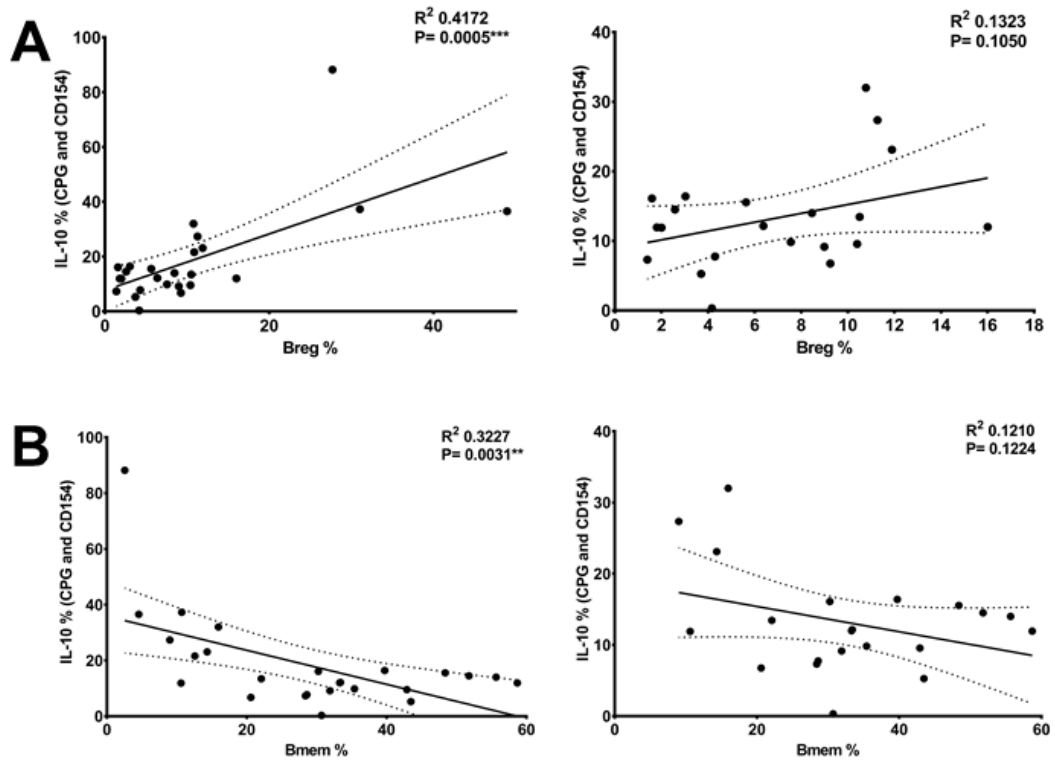 A
R² 0.4172
P= 0.0005***
IL-10 % (CPG and CD154)
100
80
60
40
20
0
0 20 40
Breg %
R² 0.1323
P= 0.1050
IL-10 % (CPG and CD154)
40
30
20
10
0
0 2 4 6 8 10 12 14 16 18
Breg %
B
R² 0.3227
P= 0.0031**
IL-10 % (CPG and CD154)
100
80
60
40
20
0
0 20 40 60
Bmem %
R² 0.1210
P= 0.1224
IL-10 % (CPG and CD154)
40
30
20
10
0
0 20 40 60
Bmem %